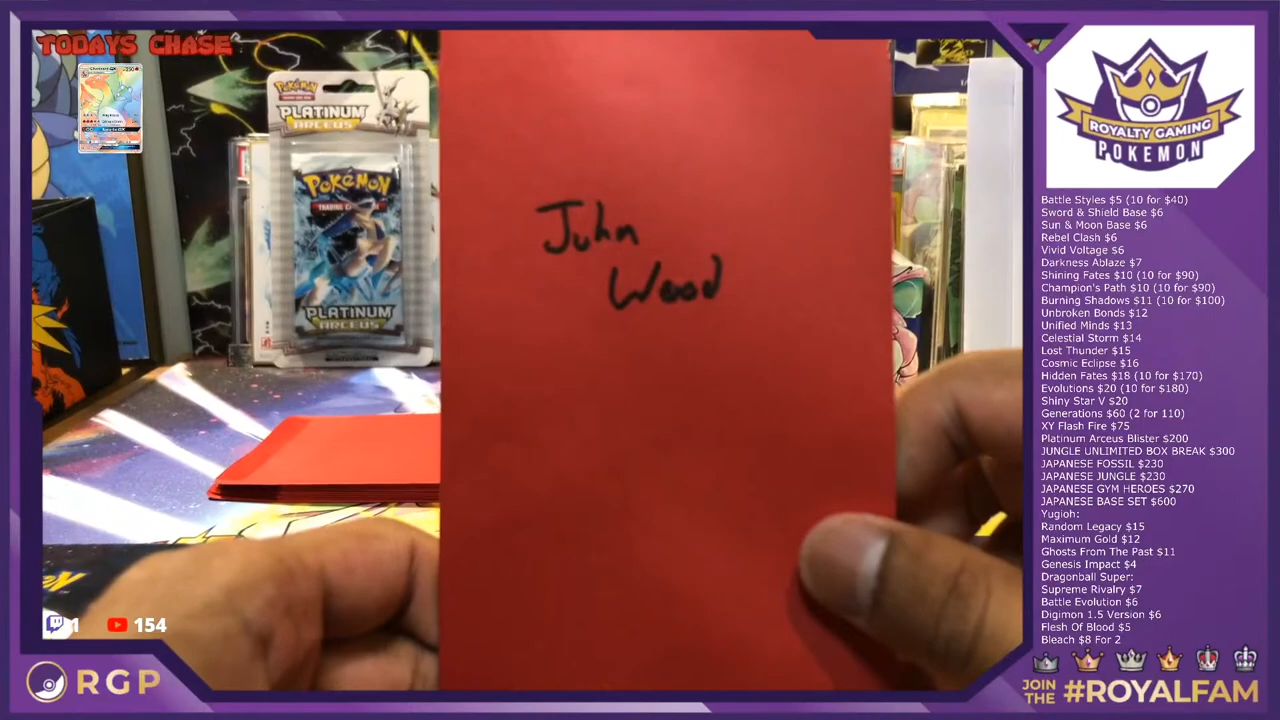 TODAYS CHASE
POKéMON
PLATINUM
ARCEUS
POKéMON
PLATINUM
ARCEUS
John
Wood
1
154
RGP
ROYALTY GAMING
POKEMON
Battle Styles $5 (10 for $40)
Sword & Shield Base $6
Sun & Moon Base $6
Rebel Clash $6
Vivid Voltage $6
Darkness Ablaze $7
Shining Fates $10 (10 for $90)
Champion's Path $10 (10 for $90)
Burning Shadows $11 (10 for $100)
Unbroken Bonds $12
Unified Minds $13
Celestial Storm $14
Lost Thunder $15
Cosmic Eclipse $16
Hidden Fates $18 (10 for $170)
Evolutions $20 (10 for $180)
Shiny Star V $20
Generations $60 (2 for 110)
XY Flash Fire $75
Platinum Arceus Blister $200
JUNGLE UNLIMITED BOX BREAK $300
JAPANESE FOSSIL $230
JAPANESE JUNGLE $230
JAPANESE GYM HEROES $270
JAPANESE BASE SET $600
Yugioh:
Random Legacy $15
Maximum Gold $12
Ghosts From The Past $11
Genesis Impact $4
Dragonball Super:
Supreme Rivalry $7
Battle Evolution $6
Digimon 1.5 Version $6
Flesh Of Blood $5
Bleach $8 For 2
JOIN
THE #ROYALFAM